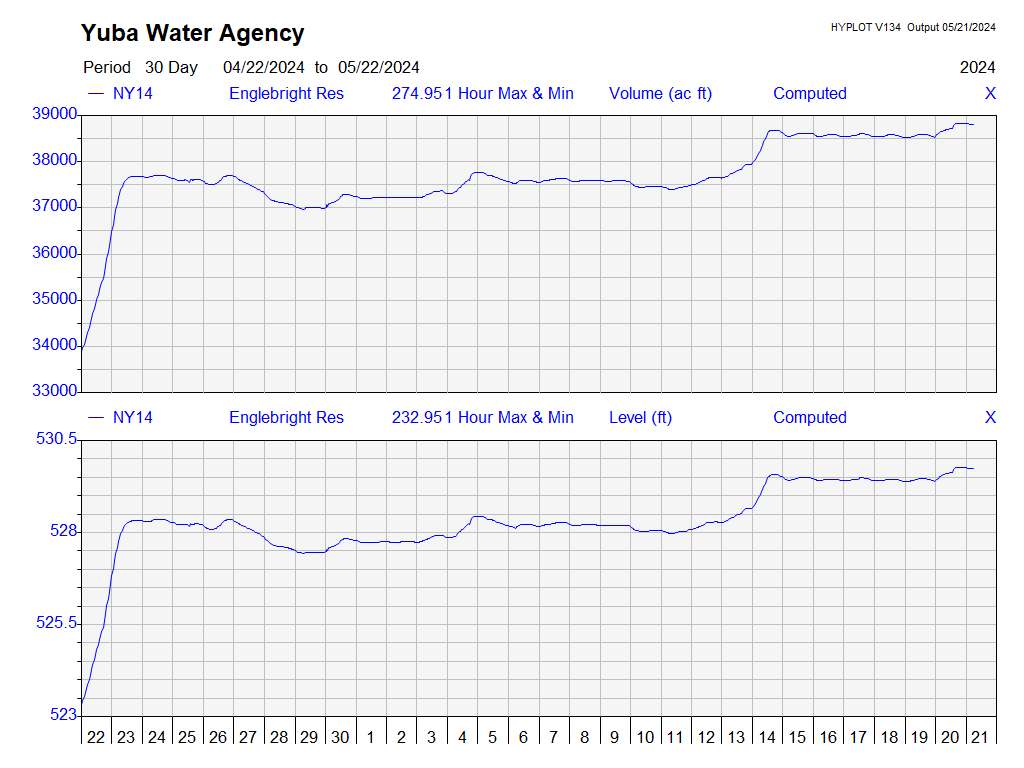 Yuba Water Agency
HYPLOT V134 Output 05/21/2024
Period 30 Day 04/22/2024 to 05/22/2024 2024
NY14 Englebright Res 274.951 Hour Max & Min Volume (ac ft) Computed X
39000
38000
37000
36000
35000
34000
33000
NY14 Englebright Res 232.951 Hour Max & Min Level (ft) Computed X
530.5
528
525.5
523
22 23 24 25 26 27 28 29 30 1 2 3 4 5 6 7 8 9 10 11 12 13 14 15 16 17 18 19 20 21